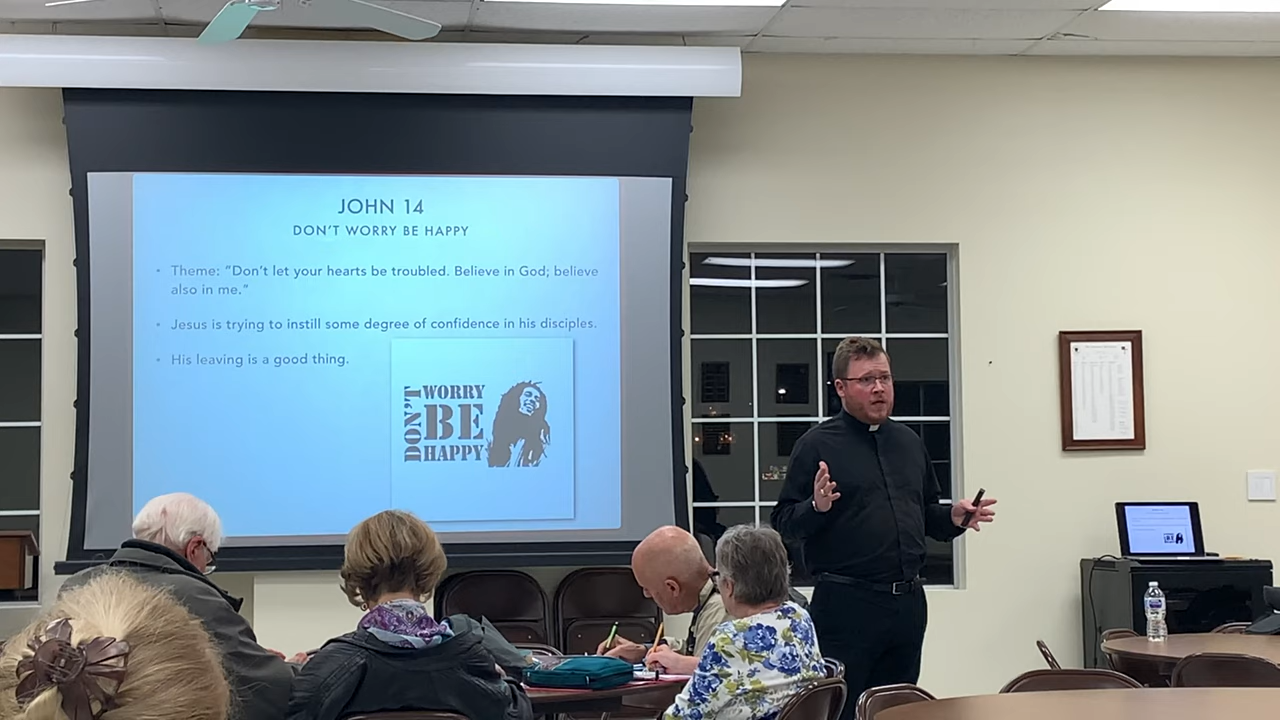 JOHN 14
DON'T WORRY BE HAPPY
• Theme: "Don't let your hearts be troubled. Believe in God; believe
also in me."
• Jesus is trying to instill some degree of confidence in his disciples.
• His leaving is a good thing.
DON'T
WORRY
BE
HAPPY